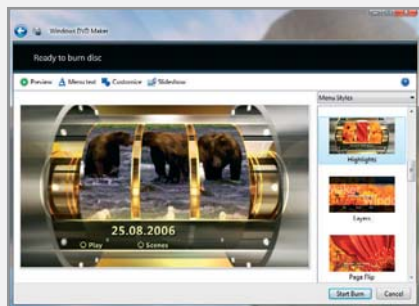 Windows DVD Maker
Ready to burn disc
Preview Menu text Customize Slideshow
Menu Styles
Highlights
25.08.2006
Play Scenes
Layers
Page Flip
Start Burn Cancel